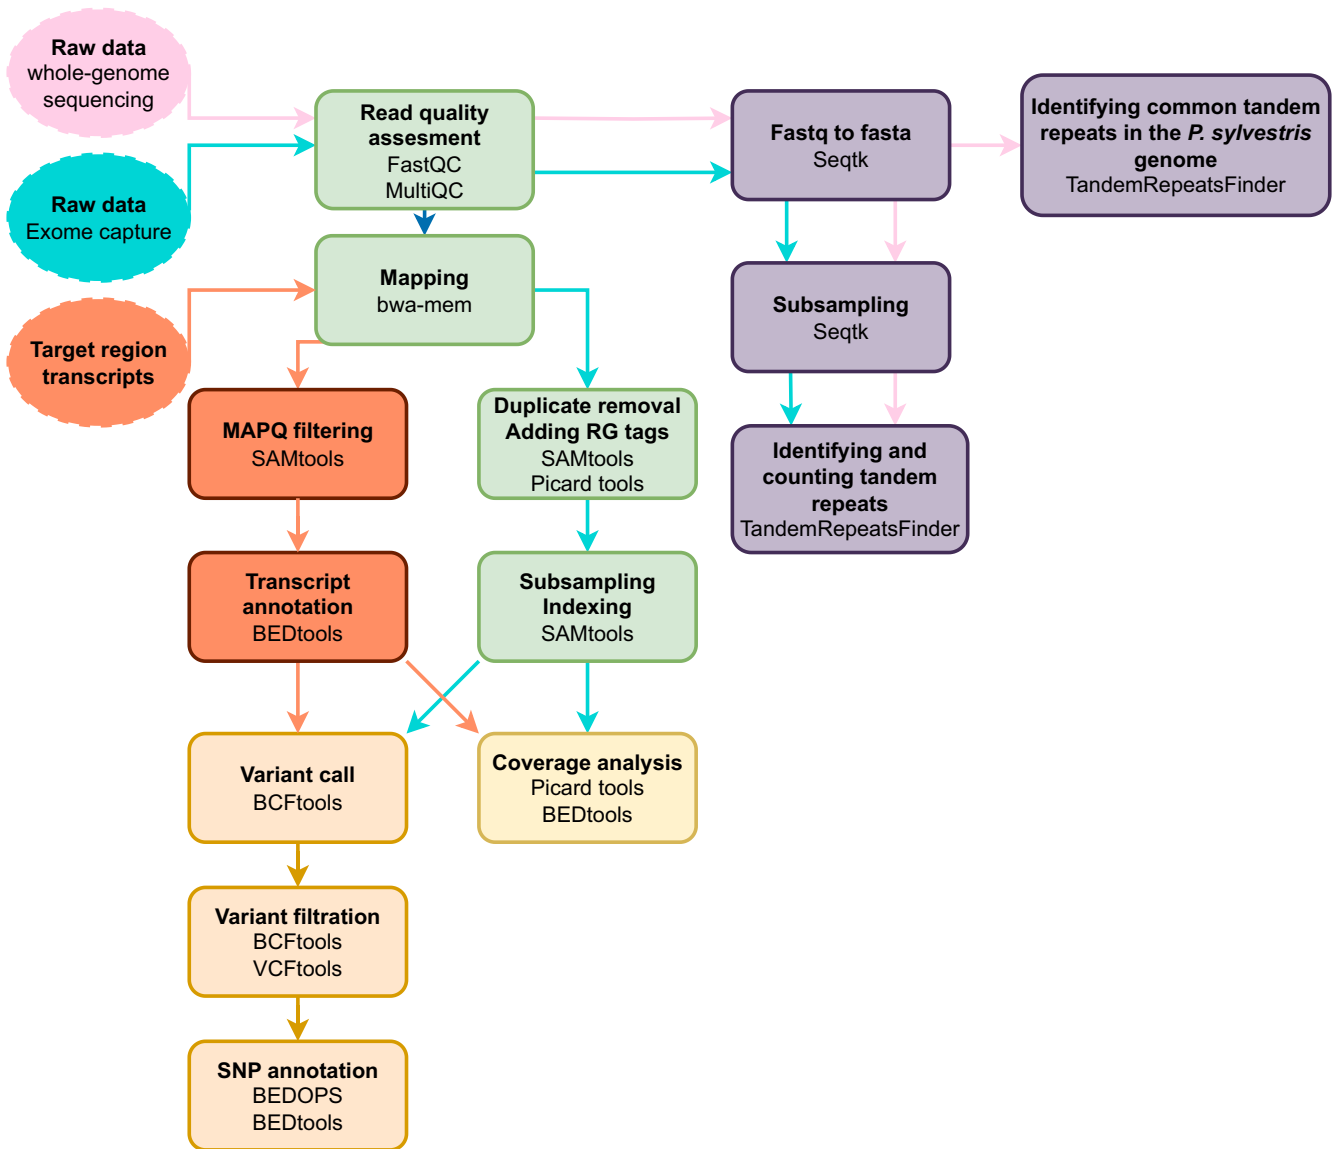 Raw data
whole-genome
sequencing
Raw data
Exome capture
Target region
transcripts
Read quality
assesment
FastQC
MultiQC
Mapping
bwa-mem
Fastq to fasta
Seqtk
Identifying common tandem
repeats in the P. sylvestris
genome
TandemRepeatsFinder
Subsampling
Seqtk
Identifying and
counting tandem
repeats
TandemRepeatsFinder
MAPQ filtering
SAMtools
Duplicate removal
Adding RG tags
SAMtools
Picard tools
Transcript
annotation
BEDtools
Subsampling
Indexing
SAMtools
Variant call
BCFtools
Coverage analysis
Picard tools
BEDtools
Variant filtration
BCFtools
VCFtools
SNP annotation
BEDOPS
BEDtools